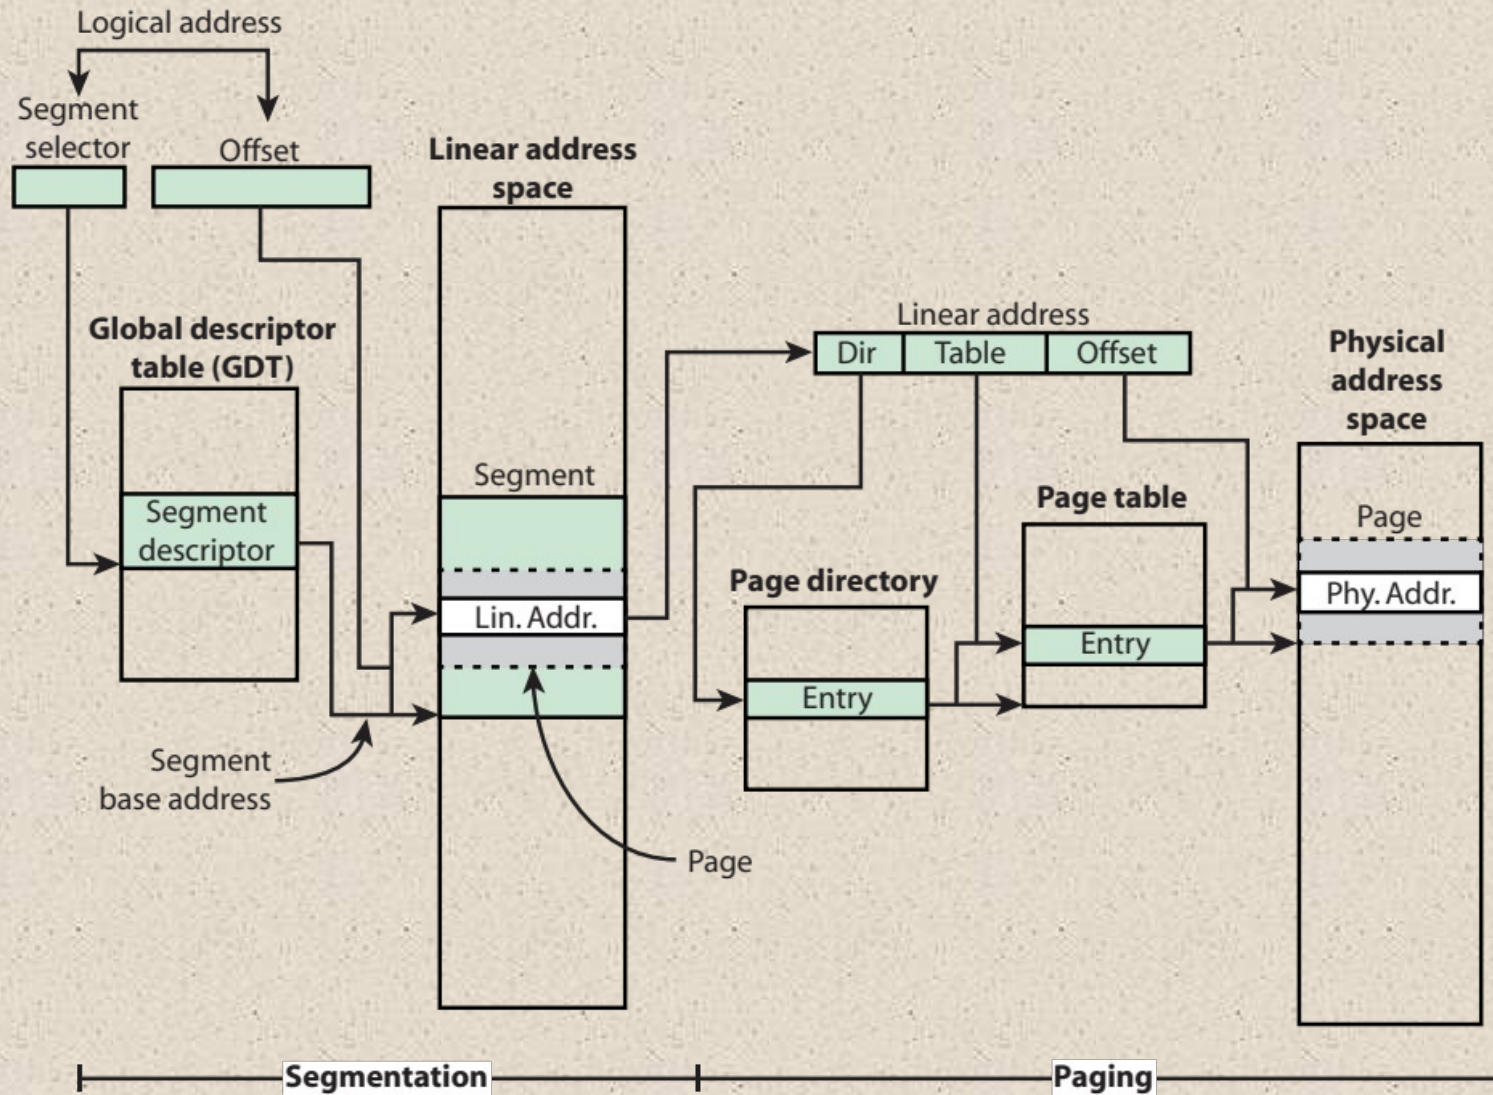 Logical address
Segment
selector
Offset
Linear address
space
Global descriptor
table (GDT)
Segment
descriptor
Segment
Lin. Addr.
Segment
base address
Page
Linear address
Dir
Table
Offset
Page directory
Entry
Page table
Entry
Physical
address
space
Page
Phy. Addr.
Segmentation
Paging